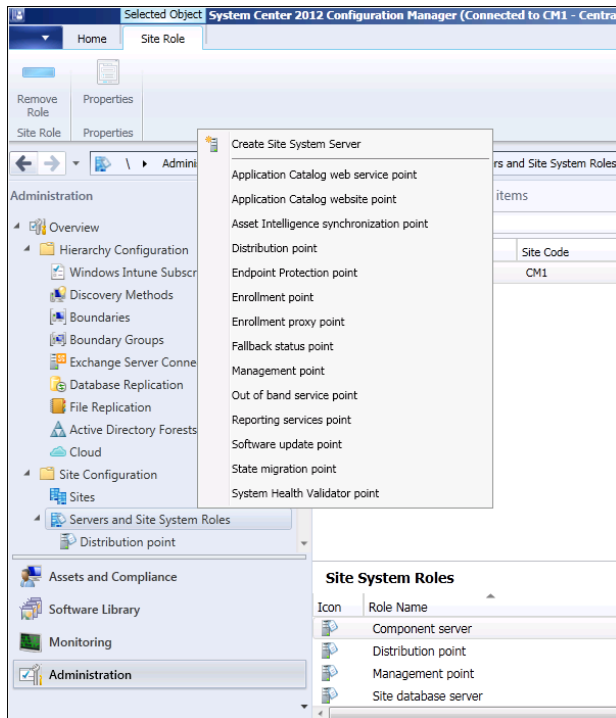 Selected Object System Center 2012 Configuration Manager (Connected to CM1 - Centra
Home Site Role
Remove Role
Properties
Site Role Properties
\ Admini rs and Site System Roles
Create Site System Server
Application Catalog web service point
Application Catalog website point
Asset Intelligence synchronization point
Distribution point
Endpoint Protection point
Enrollment point
Enrollment proxy point
Fallback status point
Management point
Out of band service point
Reporting services point
Software update point
State migration point
System Health Validator point
Administration
items
Site Code
CM1
Overview
Hierarchy Configuration
Windows Intune Subscr
Discovery Methods
Boundaries
Boundary Groups
Exchange Server Conne
Database Replication
File Replication
Active Directory Forests
Cloud
Site Configuration
Sites
Servers and Site System Roles
Distribution point
Assets and Compliance
Software Library
Monitoring
Administration
Site System Roles
Icon Role Name
Component server
Distribution point
Management point
Site database server